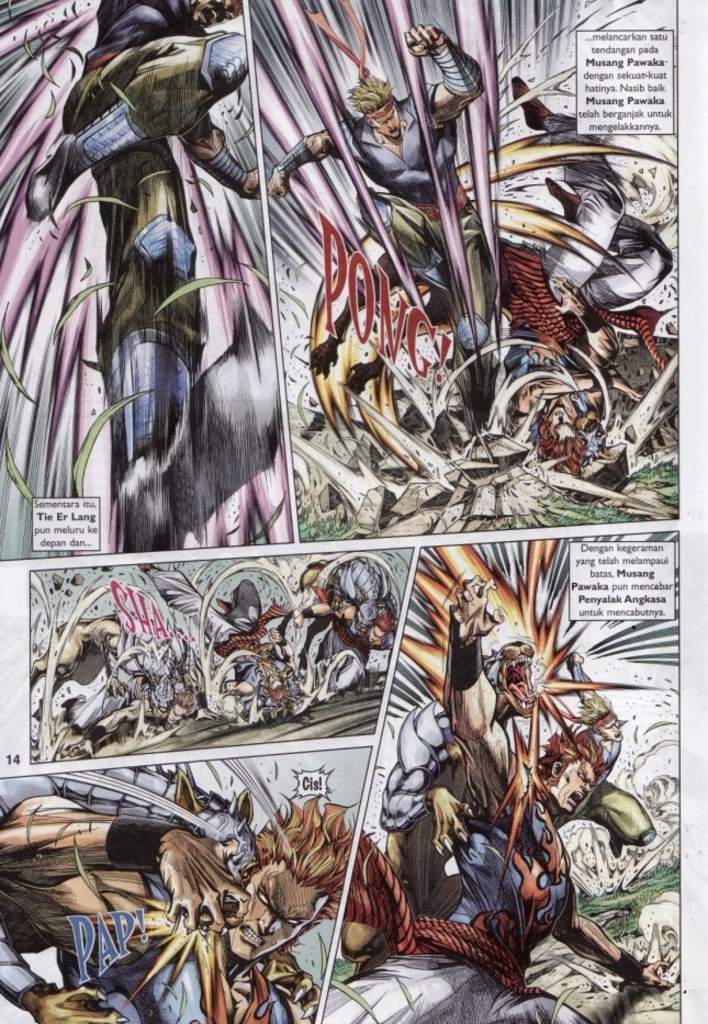 Sementara itu,
Tie Er Lang
pun meluru ke
depan dan...
...melancarkan satu
tendangan pada
Musang Pawaka
dengan sekuat-kuat
hatinya. Nasib baik
Musang Pawaka
telah berganjak untuk
mengelakkannya.
PONG!
SHA....
14
Cis!
PAP!
Dengan kegeraman
yang telah melampaui
batas, Musang
Pawaka pun mencabar
Penyalak Angkasa
untuk mencabutnya.